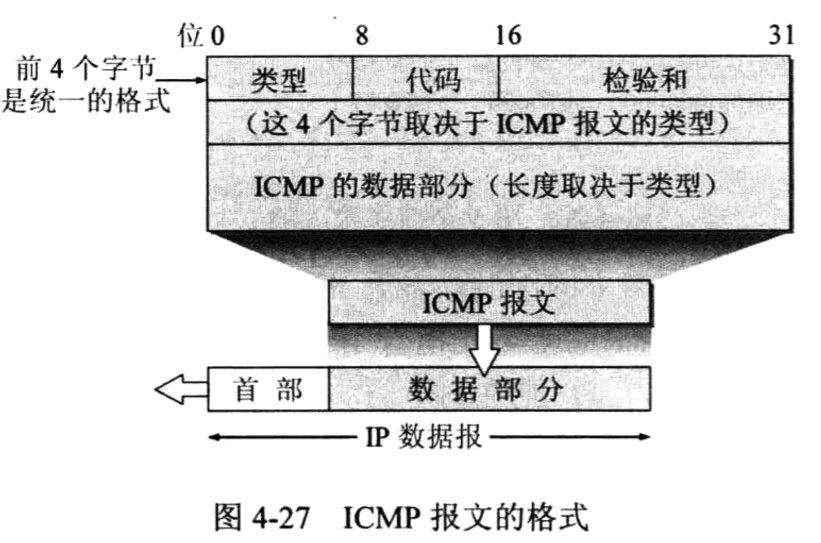 位 0 8 16 31
前 4 个字节
是统一的格式
类型 代码 检验和
(这 4 个字节取决于 ICMP 报文的类型)
ICMP 的数据部分(长度取决于类型)
ICMP 报文
首 部 数 据 部 分
IP 数据报
图 4-27 ICMP 报文的格式